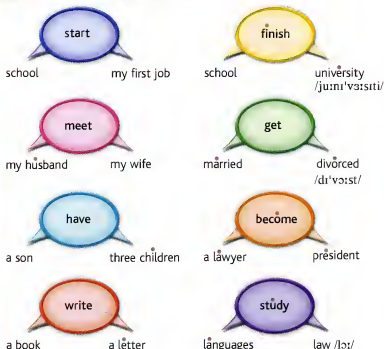 start
finish
school
my first job
school
university
/juːnɪˈvɜːsɪti/
meet
get
my husband
my wife
married
divorced
/dɪˈvɔːst/
have
become
a son
three children
a lawyer
president
write
study
a book
a letter
languages
law /lɔː/